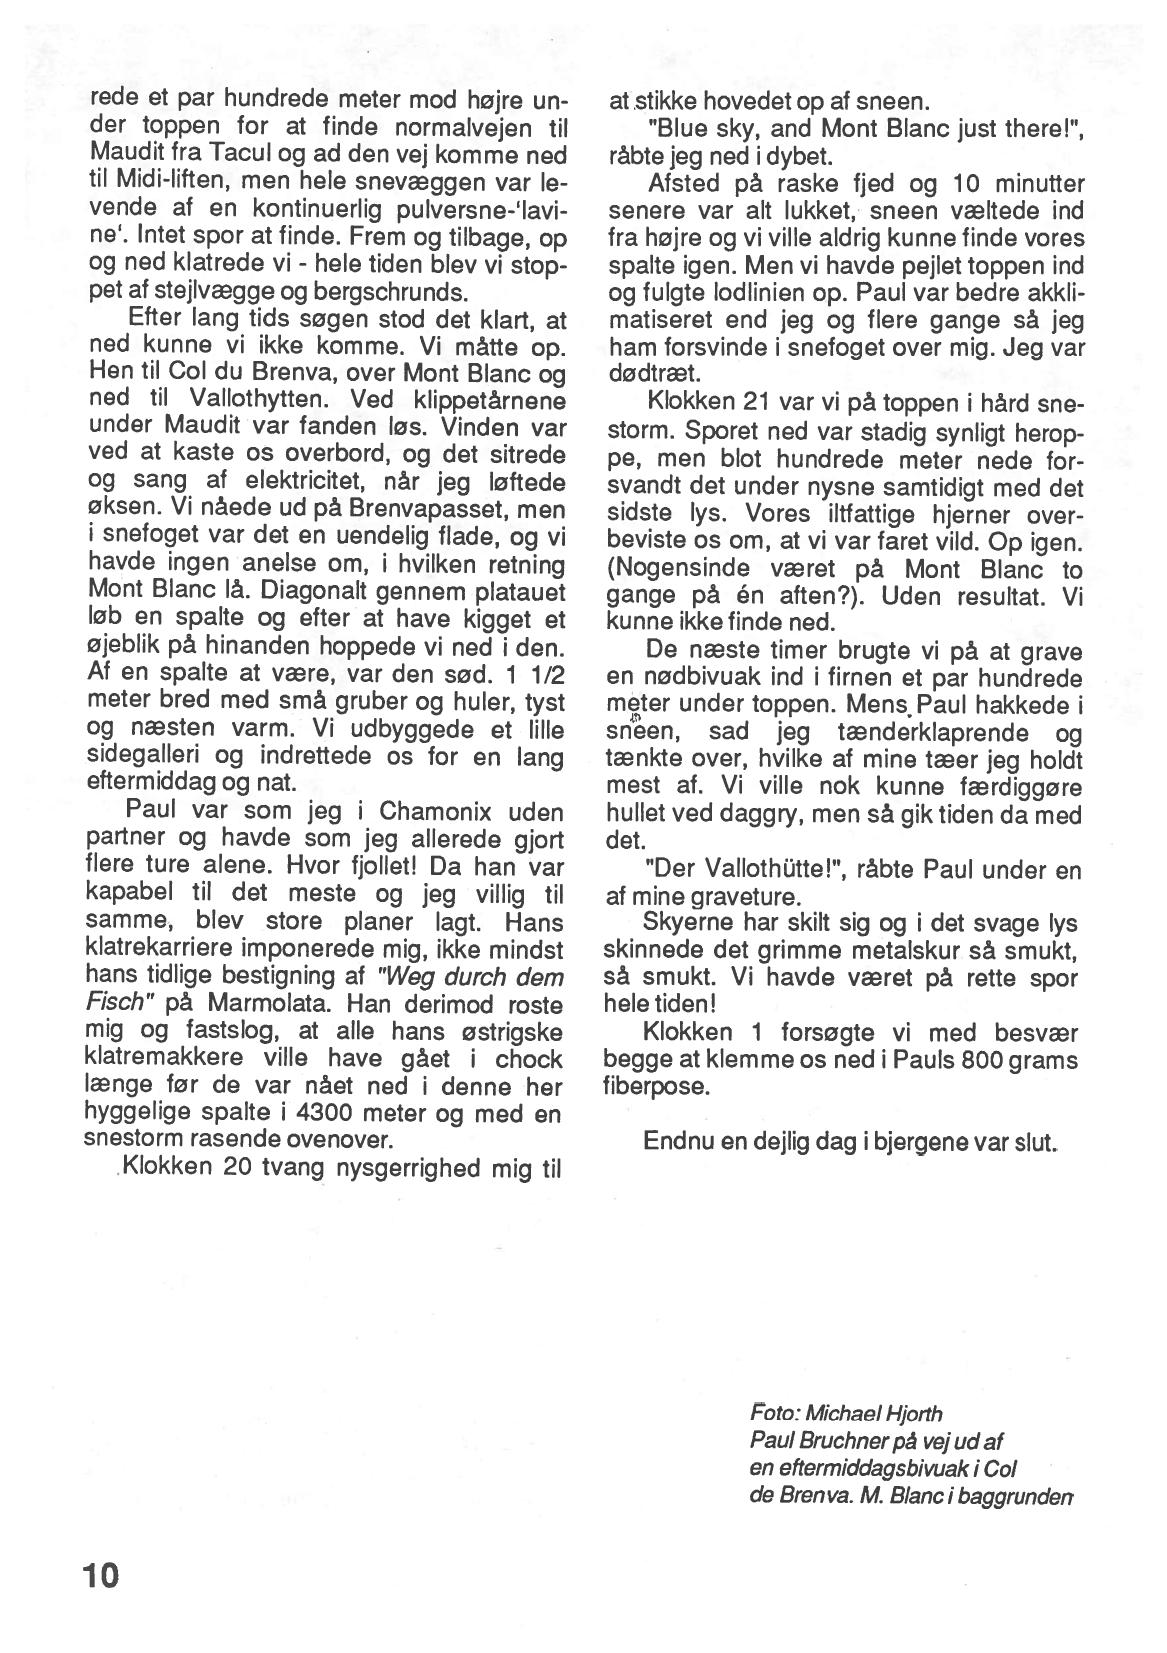 rede et par hundrede meter mod højre un-
der toppen for at finde normalvejen til
Maudit fra Tacul og ad den vej komme ned
til Midi-liften, men hele snevæggen var le-
vende af en kontinuerlig pulversne-'lavi-
ne'. Intet spor at finde. Frem og tilbage, op
og ned klatrede vi - hele tiden blev vi stop-
pet af stejlvægge og bergschrunds.
Efter lang tids søgen stod det klart, at
ned kunne vi ikke komme. Vi måtte op.
Hen til Col du Brenva, over Mont Blanc og
ned til Vallothytten. Ved klippetårnene
under Maudit var fanden løs. Vinden var
ved at kaste os overbord, og det sitrede
og sang af elektricitet, når jeg løftede
øksen. Vi nåede ud på Brenvapasset, men
i snefoget var det en uendelig flade, og vi
havde ingen anelse om, i hvilken retning
Mont Blanc lå. Diagonalt gennem platauet
løb en spalte og efter at have kigget et
øjeblik på hinanden hoppede vi ned i den.
Af en spalte at være, var den sød. 1 1/2
meter bred med små gruber og huler, tyst
og næsten varm. Vi udbyggede et lille
sidegalleri og indrettede os for en lang
eftermiddag og nat.
Paul var som jeg i Chamonix uden
partner og havde som jeg allerede gjort
flere ture alene. Hvor fjollet! Da han var
kapabel til det meste og jeg villig til
samme, blev store planer lagt. Hans
klatrekarriere imponerede mig, ikke mindst
hans tidlige bestigning af "Weg durch dem
Fisch" på Marmolata. Han derimod roste
mig og fastslog, at alle hans østrigske
klatremakkere ville have gået i chock
længe før de var nået ned i denne her
hyggelige spalte i 4300 meter og med en
snestorm rasende ovenover.
Klokken 20 tvang nysgerrighed mig til
at stikke hovedet op af sneen.
"Blue sky, and Mont Blanc just there!",
råbte jeg ned i dybet.
Afsted på raske fjed og 10 minutter
senere var alt lukket, sneen væltede ind
fra højre og vi ville aldrig kunne finde vores
spalte igen. Men vi havde pejlet toppen ind
og fulgte lodlinien op. Paul var bedre akkli-
matiseret end jeg og flere gange så jeg
ham forsvinde i snefoget over mig. Jeg var
dødtræt.
Klokken 21 var vi på toppen i hård sne-
storm. Sporet ned var stadig synligt herop-
pe, men blot hundrede meter nede for-
svandt det under nysne samtidigt med det
sidste lys. Vores iltfattige hjerner over-
beviste os om, at vi var faret vild. Op igen.
(Nogensinde været på Mont Blanc to
gange på én aften?). Uden resultat. Vi
kunne ikke finde ned.
De næste timer brugte vi på at grave
en nødbivuak ind i firnen et par hundrede
meter under toppen. Mens Paul hakkede i
sneen, sad jeg tænderklaprende og
tænkte over, hvilke af mine tæer jeg holdt
mest af. Vi ville nok kunne færdiggøre
hullet ved daggry, men så gik tiden da med
det.
"Der Vallothütte!", råbte Paul under en
af mine graveture.
Skyerne har skilt sig og i det svage lys
skinnede det grimme metalskur så smukt,
så smukt. Vi havde været på rette spor
hele tiden!
Klokken 1 forsøgte vi med besvær
begge at klemme os ned i Pauls 800 grams
fiberpose.
Endnu en dejlig dag i bjergene var slut.
Foto: Michael Hjorth
Paul Bruchner på vej ud af
en eftermiddagsbivuak i Col
de Brenva. M. Blanc i baggrunden
10